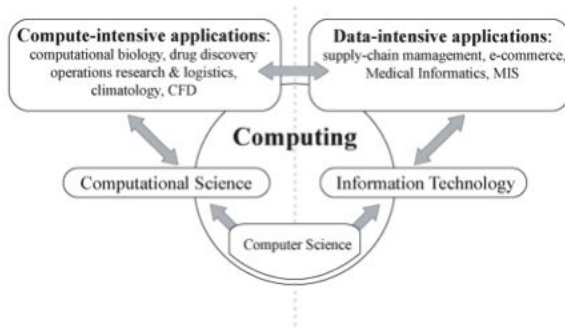 Compute-intensive applications:
computational biology, drug discovery
operations research & logistics,
climatology, CFD
Data-intensive applications:
supply-chain mamagement, e-commerce,
Medical Informatics, MIS
Computing
Computational Science
Information Technology
Computer Science